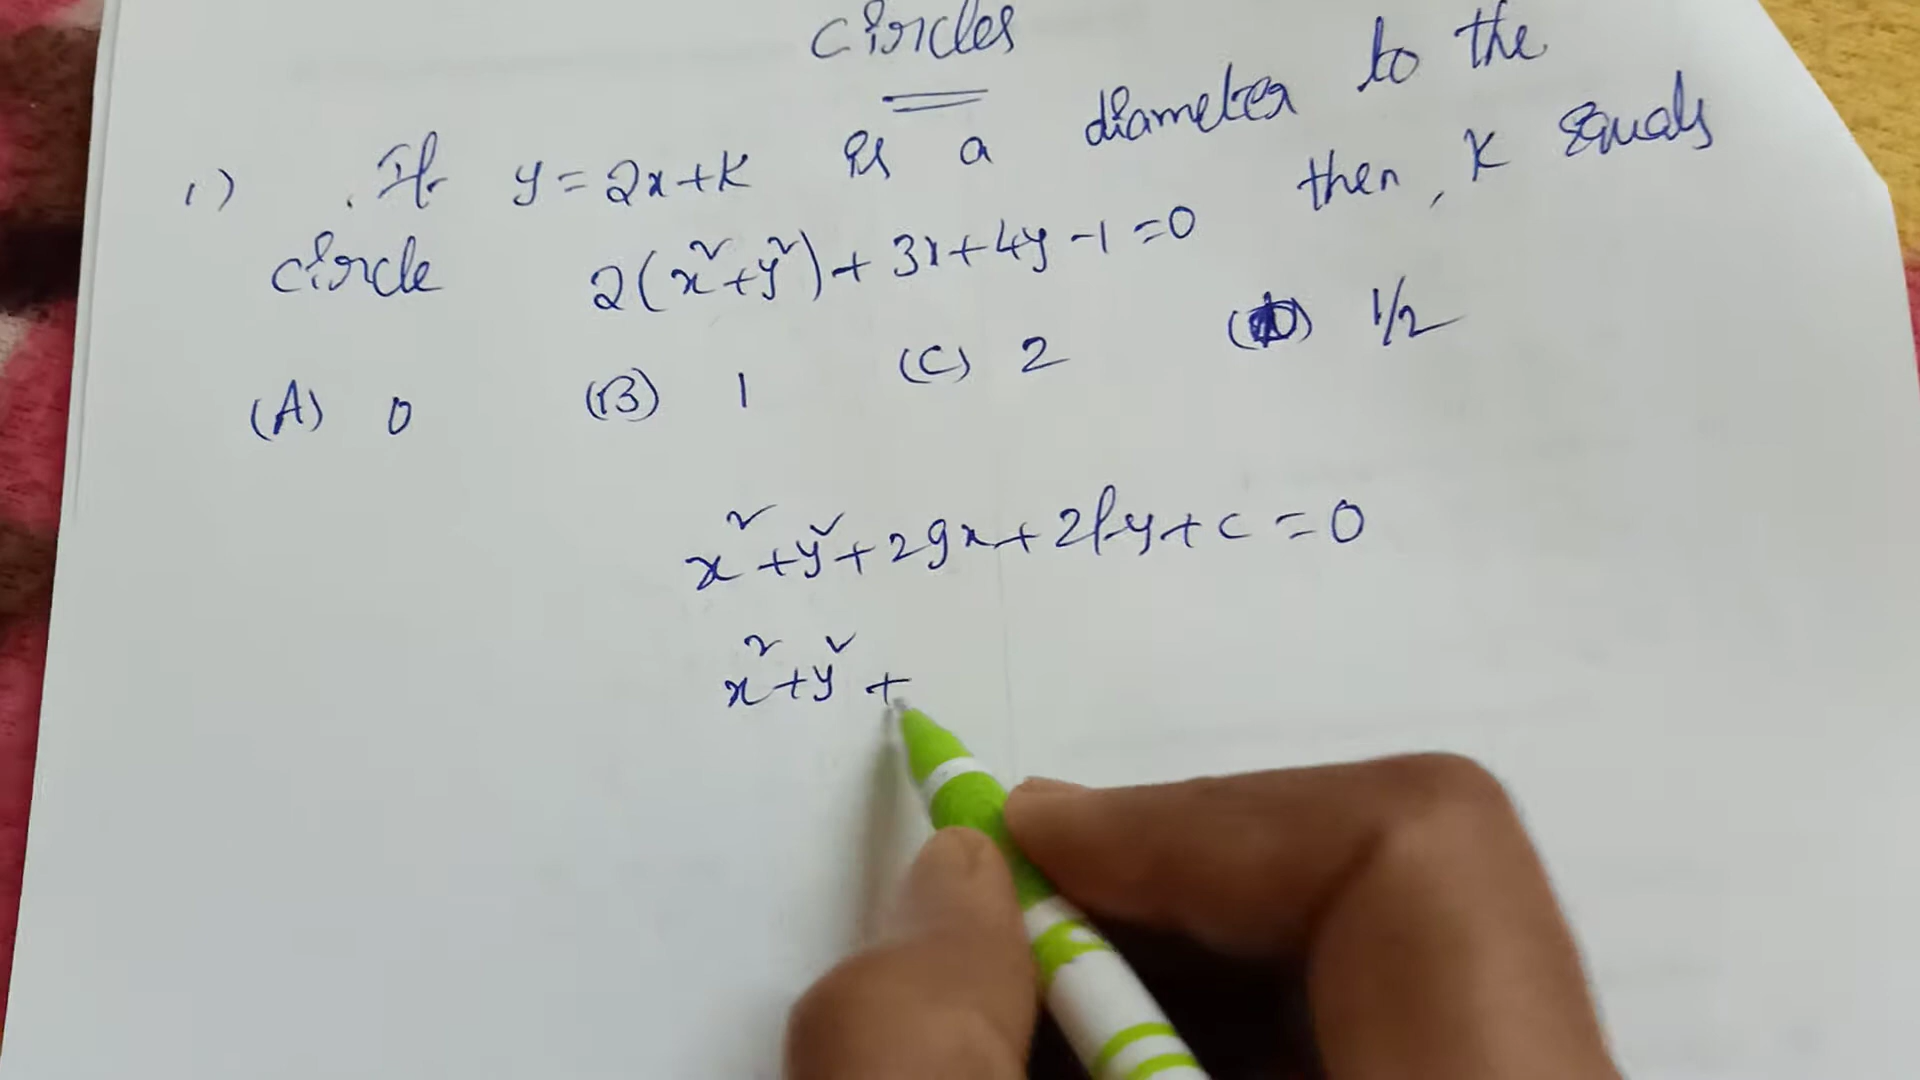 Circles
1) . If y = 2x+k is a diameter to the
circle 2(x²+y²)+3x+4y-1=0 then, K equals
(A) 0 (B) 1 (C) 2 (D) 1/2
x²+y²+2gx+2fy+c=0
x²+y²+